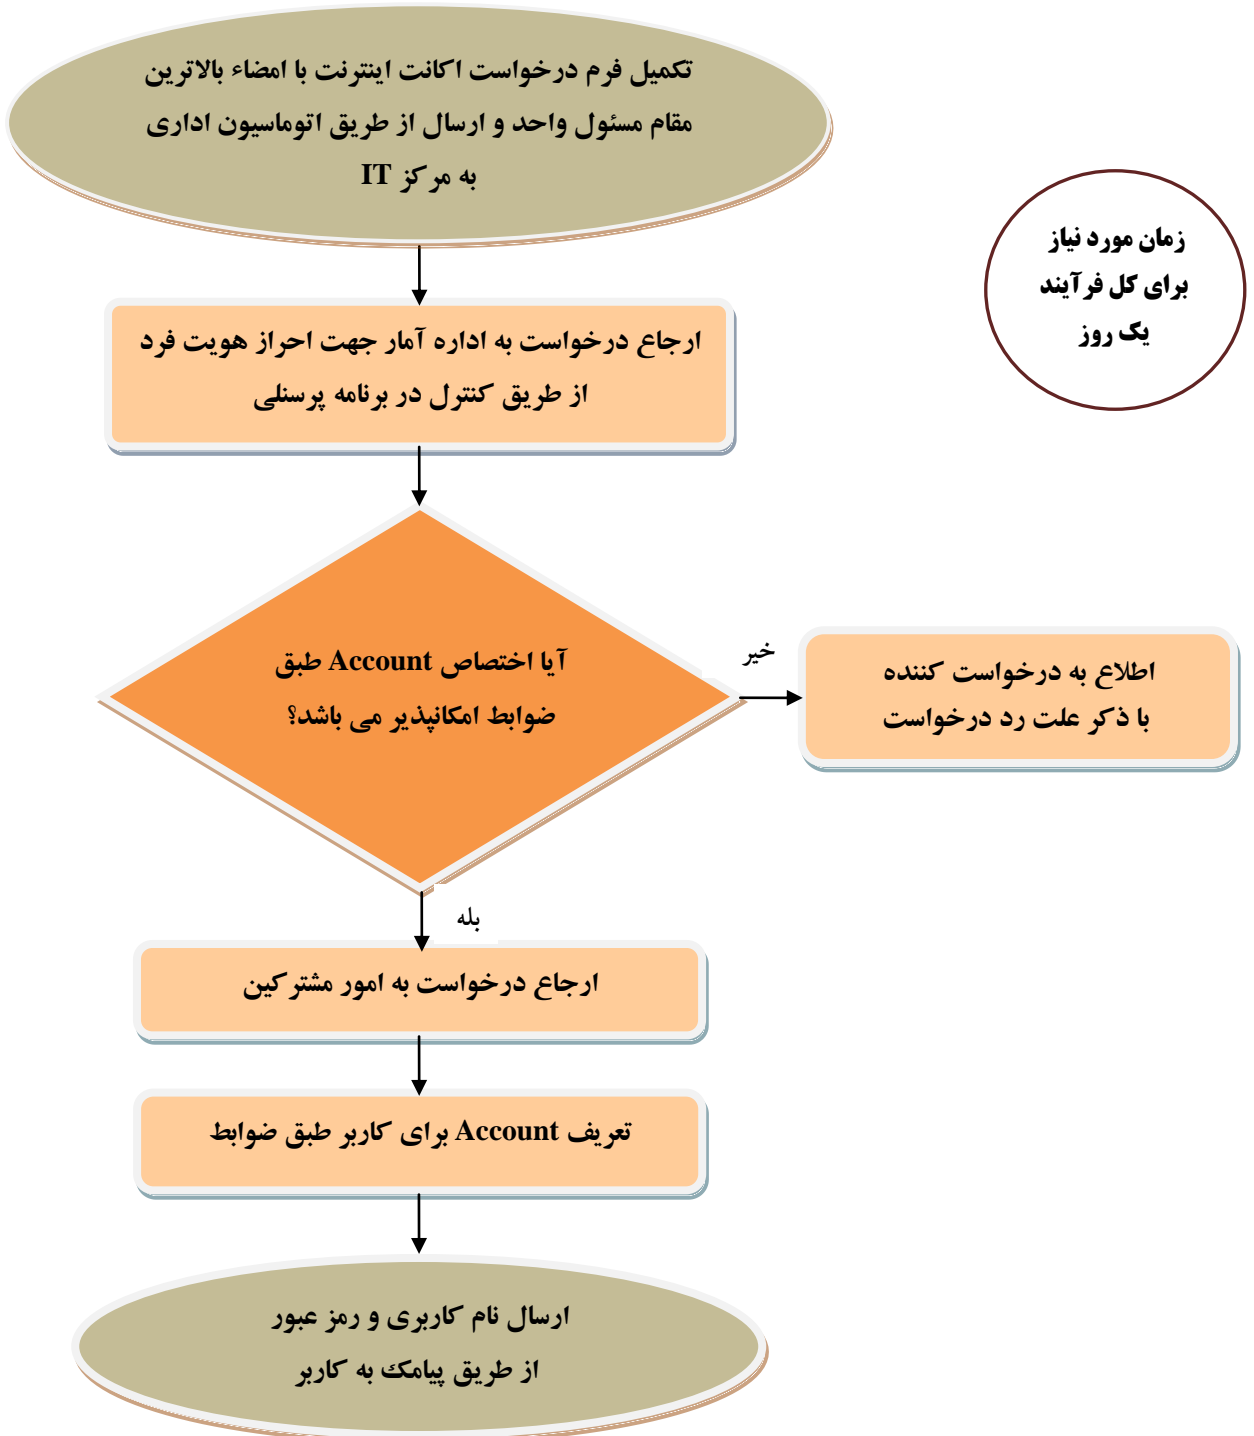 تکمیل فرم درخواست اکانت اینترنت با امضاء بالاترین
مقام مسئول واحد و ارسال از طریق اتوماسیون اداری
به مرکز IT
زمان مورد نیاز
برای کل فرآیند
یک روز
ارجاع درخواست به اداره آمار جهت احراز هویت فرد
از طریق کنترل در برنامه پرسنلی
آیا اختصاص Account طبق
ضوابط امکانپذیر می باشد؟
خیر
اطلاع به درخواست کننده
با ذکر علت رد درخواست
بله
ارجاع درخواست به امور مشترکین
تعریف Account برای کاربر طبق ضوابط
ارسال نام کاربری و رمز عبور
از طریق پیامک به کاربر